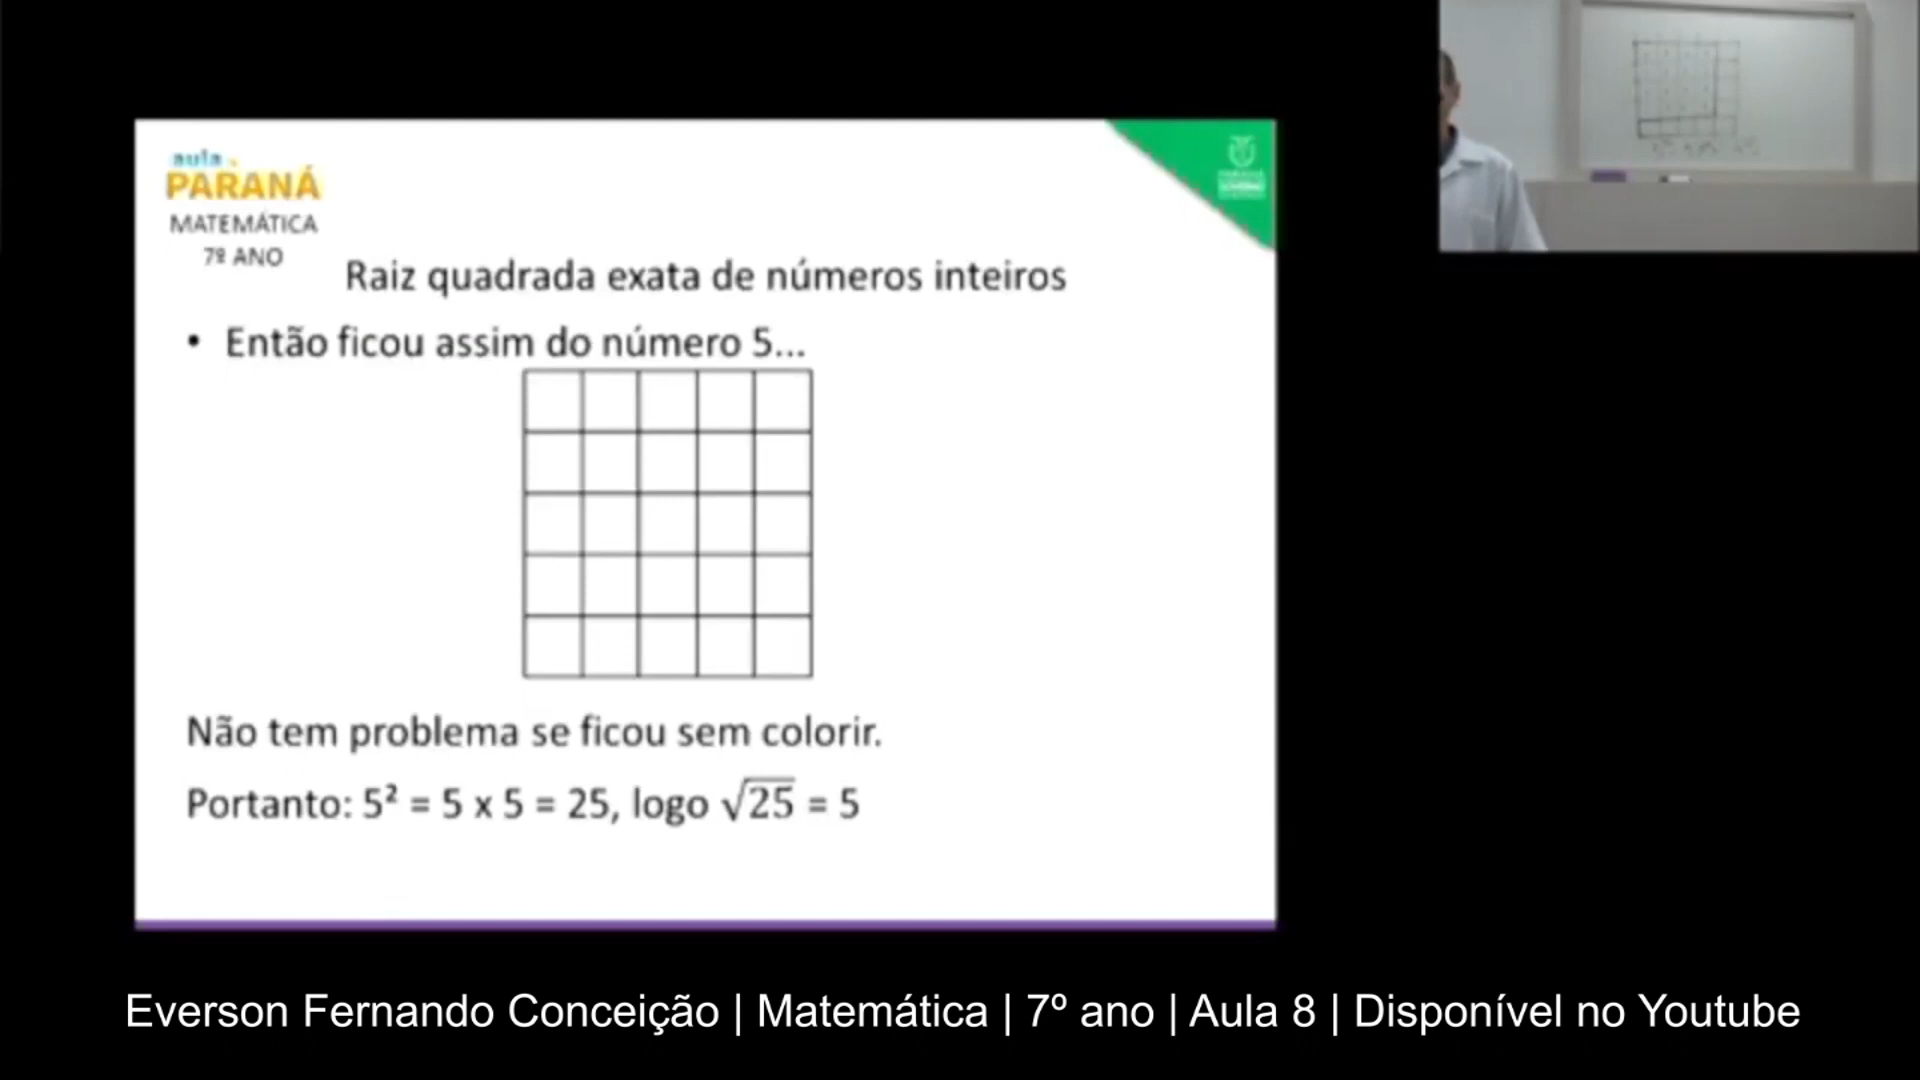 aula
PARANÁ
MATEMÁTICA
7º ANO
Raiz quadrada exata de números inteiros
• Então ficou assim do número 5...
Não tem problema se ficou sem colorir.
Portanto: 5² = 5 x 5 = 25, logo √25 = 5
Everson Fernando Conceição | Matemática | 7º ano | Aula 8 | Disponível no Youtube